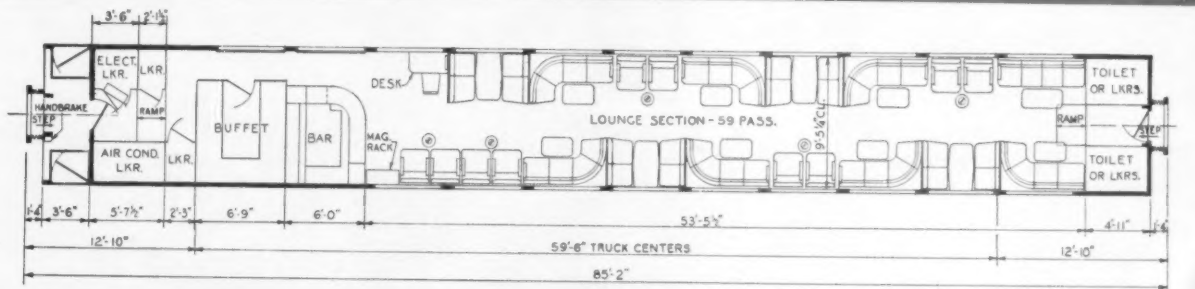 3'-6" 2'-1½"
ELECT. LKR.
LKR.
HANDBRAKE
STEP
RAMP
AIR COND. LKR.
LKR.
BUFFET
BAR
DESK
MAG. RACK
LOUNGE SECTION-59 PASS.
9'-5¼" CL.
TOILET OR LKRS.
RAMP
STEP
TOILET OR LKRS.
1'-4" 3'-6" 5'-7½" 2'-3" 6'-9" 6'-0" 53'-5½" 4'-11" 1'-4"
12'-10" 59'-6" TRUCK CENTERS 12'-10"
85'-2"